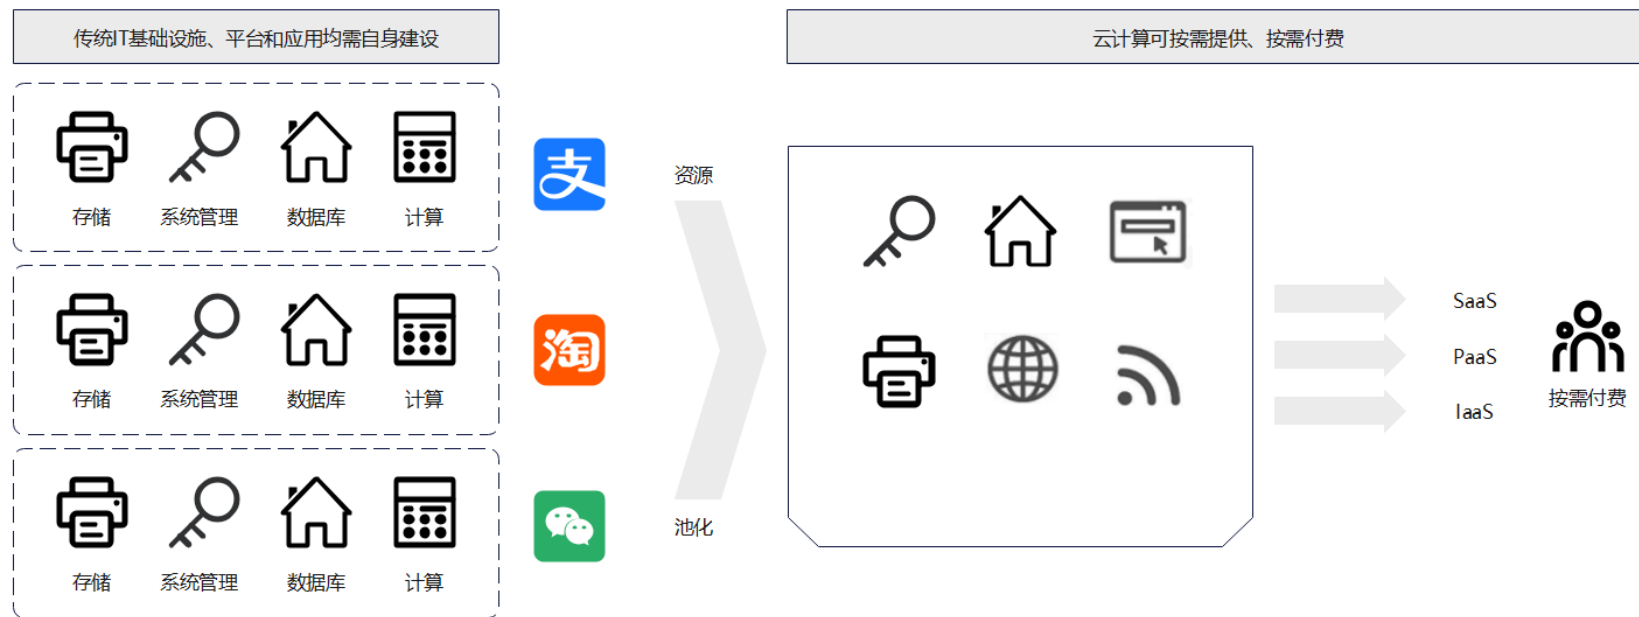 传统IT基础设施、平台和应用均需自身建设
云计算可按需提供、按需付费
存储 系统管理 数据库 计算
支
资源
存储 系统管理 数据库 计算
淘
池化
存储 系统管理 数据库 计算
SaaS
PaaS
IaaS
按需付费